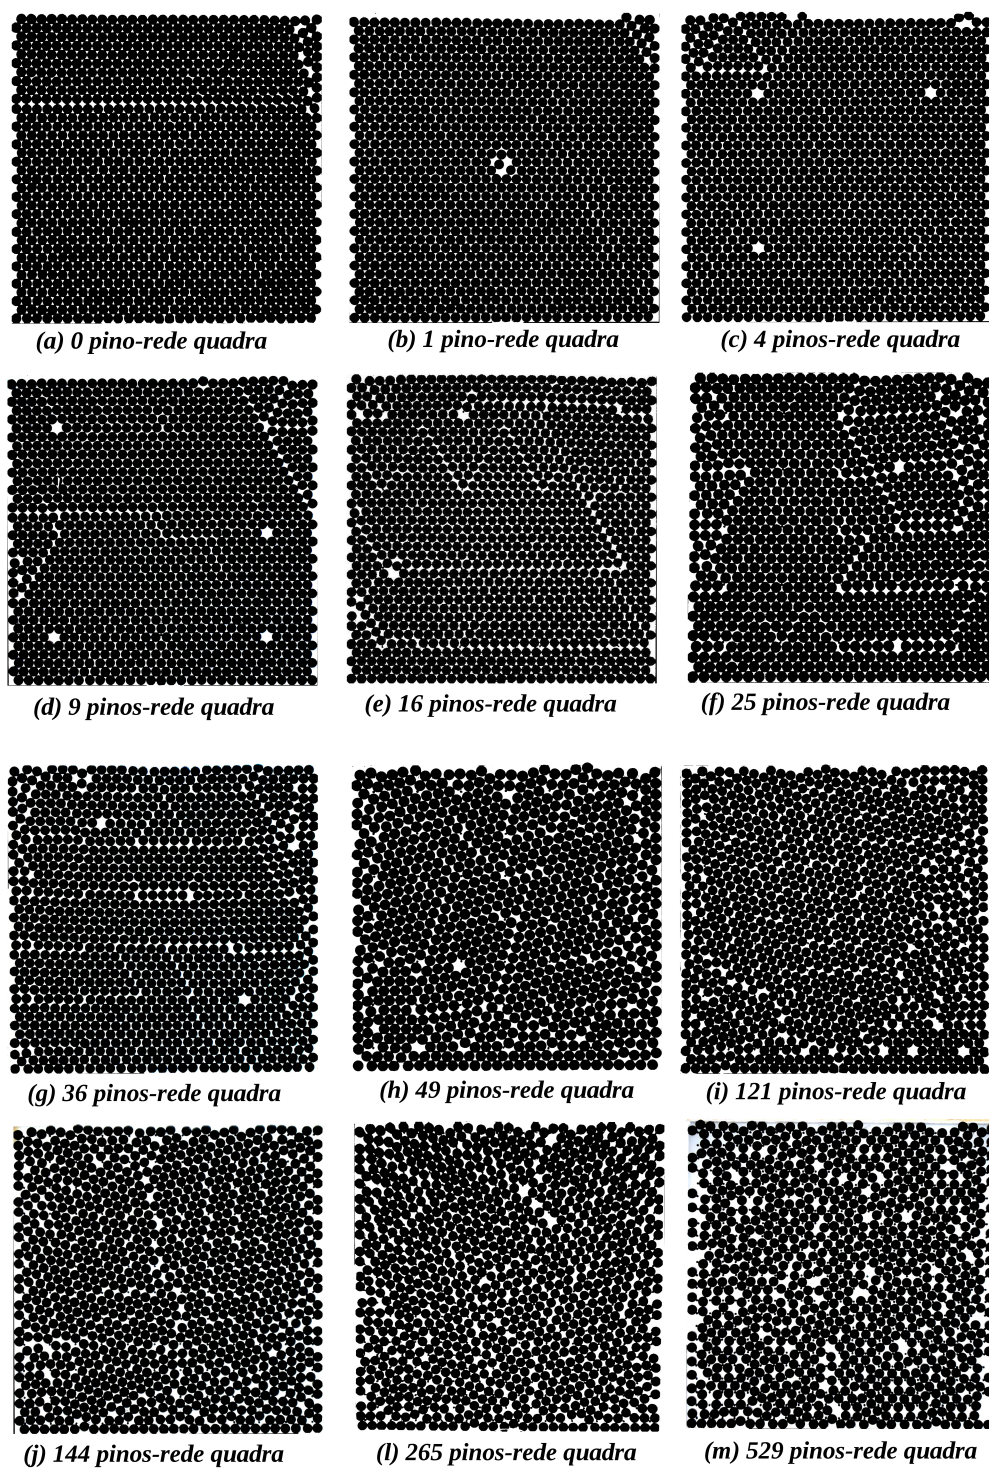 (a) 0 pino-rede quadra
(b) 1 pino-rede quadra
(c) 4 pinos-rede quadra
(d) 9 pinos-rede quadra
(e) 16 pinos-rede quadra
(f) 25 pinos-rede quadra
(g) 36 pinos-rede quadra
(h) 49 pinos-rede quadra
(i) 121 pinos-rede quadra
(j) 144 pinos-rede quadra
(l) 265 pinos-rede quadra
(m) 529 pinos-rede quadra